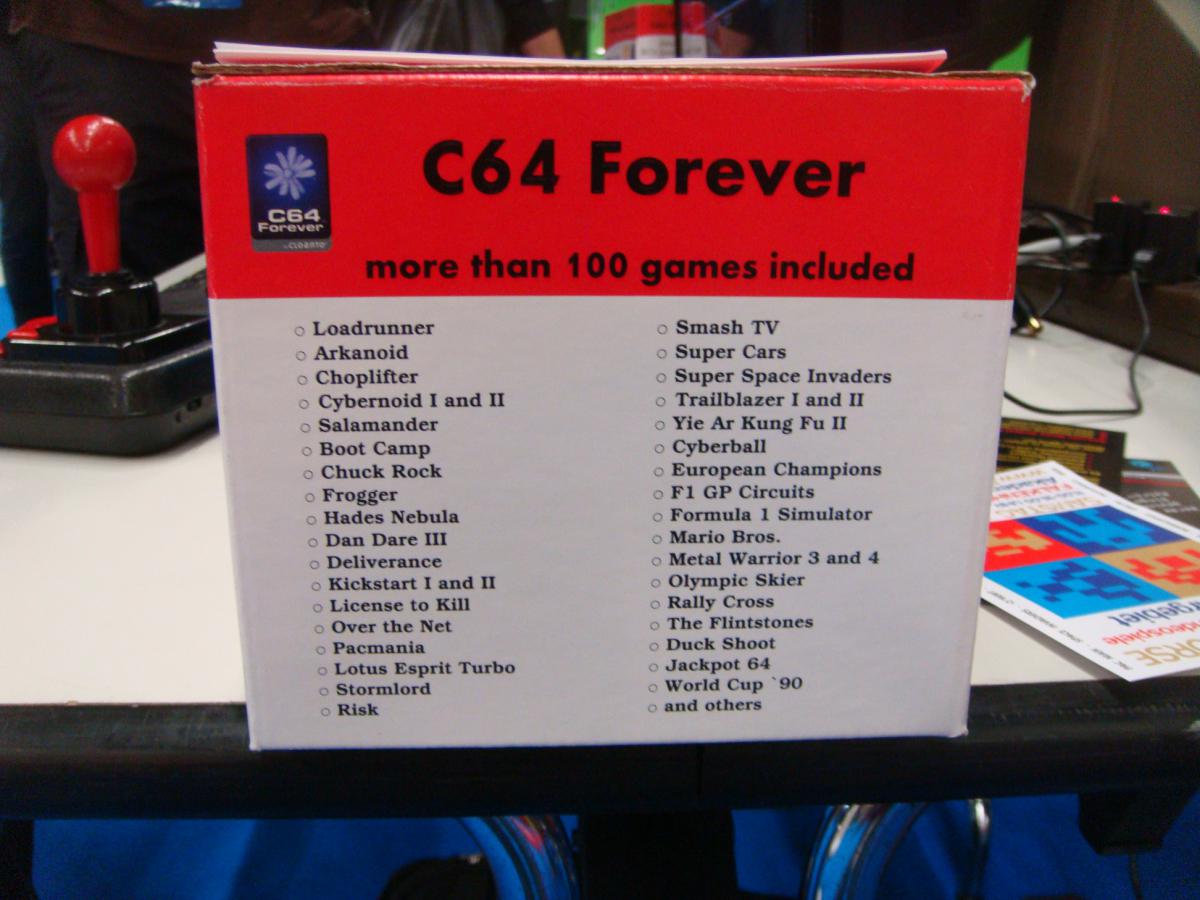 C64 Forever
C64
Forever
by CLOANTO
more than 100 games included
Loadrunner
Arkanoid
Choplifter
Cybernoid I and II
Salamander
Boot Camp
Chuck Rock
Frogger
Hades Nebula
Dan Dare III
Deliverance
Kickstart I and II
License to Kill
Over the Net
Pacmania
Lotus Esprit Turbo
Stormlord
Risk
Smash TV
Super Cars
Super Space Invaders
Trailblazer I and II
Yie Ar Kung Fu II
Cyberball
European Champions
F1 GP Circuits
Formula 1 Simulator
Mario Bros.
Metal Warrior 3 and 4
Olympic Skier
Rally Cross
The Flintstones
Duck Shoot
Jackpot 64
World Cup `90
and others
SAMSTAG